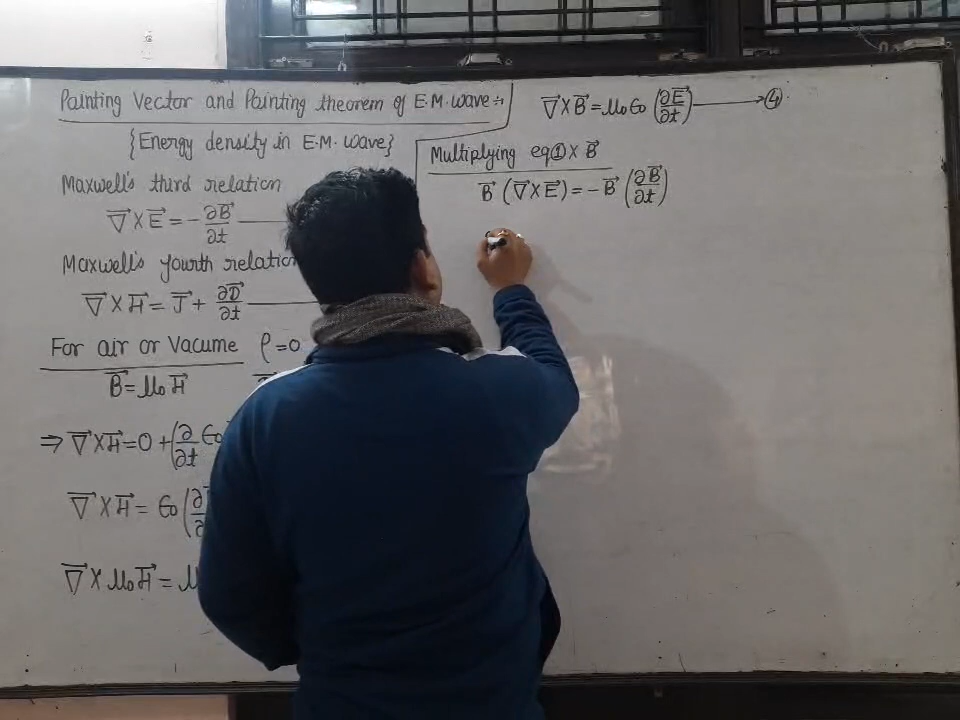 Painting Vector and Painting theorem of E.M. wave :-
{Energy density in E.M. wave}
Maxwell's third relation
∇⃗ X E⃗ = - ∂B⃗/∂t
Maxwell's fourth relation
∇⃗ X H⃗ = J⃗ + ∂D⃗/∂t
For air or Vacume ρ=0
B⃗ = μ₀ H⃗
⇒ ∇⃗ X H⃗ = 0 + (∂/∂t ϵ₀
∇⃗ X H⃗ = ϵ₀ (∂
∇⃗ X μ₀ H⃗ = μ
∇⃗ X B⃗ = μ₀ ϵ₀ (∂E⃗/∂t) → ④
Multiplying eq① X B⃗
B⃗ (∇⃗ X E⃗) = - B⃗ (∂B⃗/∂t)